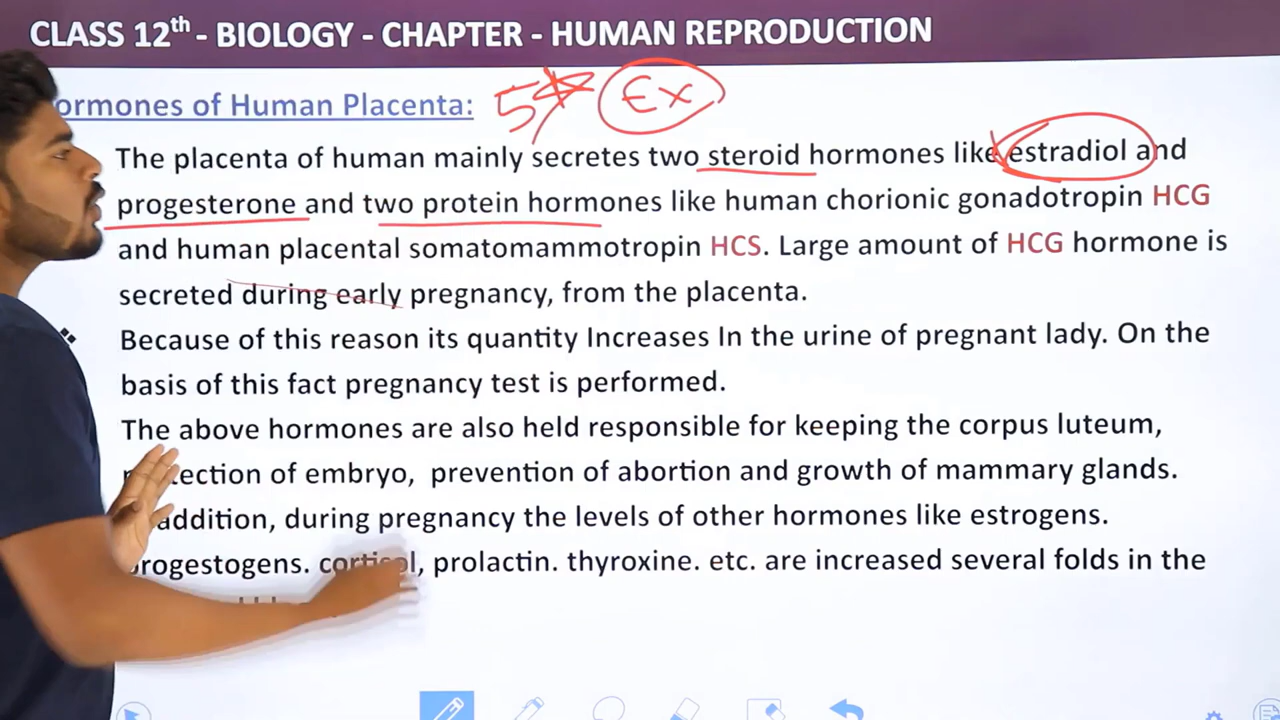 CLASS 12th - BIOLOGY - CHAPTER - HUMAN REPRODUCTION
ormones of Human Placenta: 5* Ex
The placenta of human mainly secretes two steroid hormones like estradiol and
progesterone and two protein hormones like human chorionic gonadotropin HCG
and human placental somatomammotropin HCS. Large amount of HCG hormone is
secreted during early pregnancy, from the placenta.
Because of this reason its quantity Increases In the urine of pregnant lady. On the
basis of this fact pregnancy test is performed.
The above hormones are also held responsible for keeping the corpus luteum,
ection of embryo, prevention of abortion and growth of mammary glands.
addition, during pregnancy the levels of other hormones like estrogens.
rogestogens. cortisol, prolactin. thyroxine. etc. are increased several folds in the